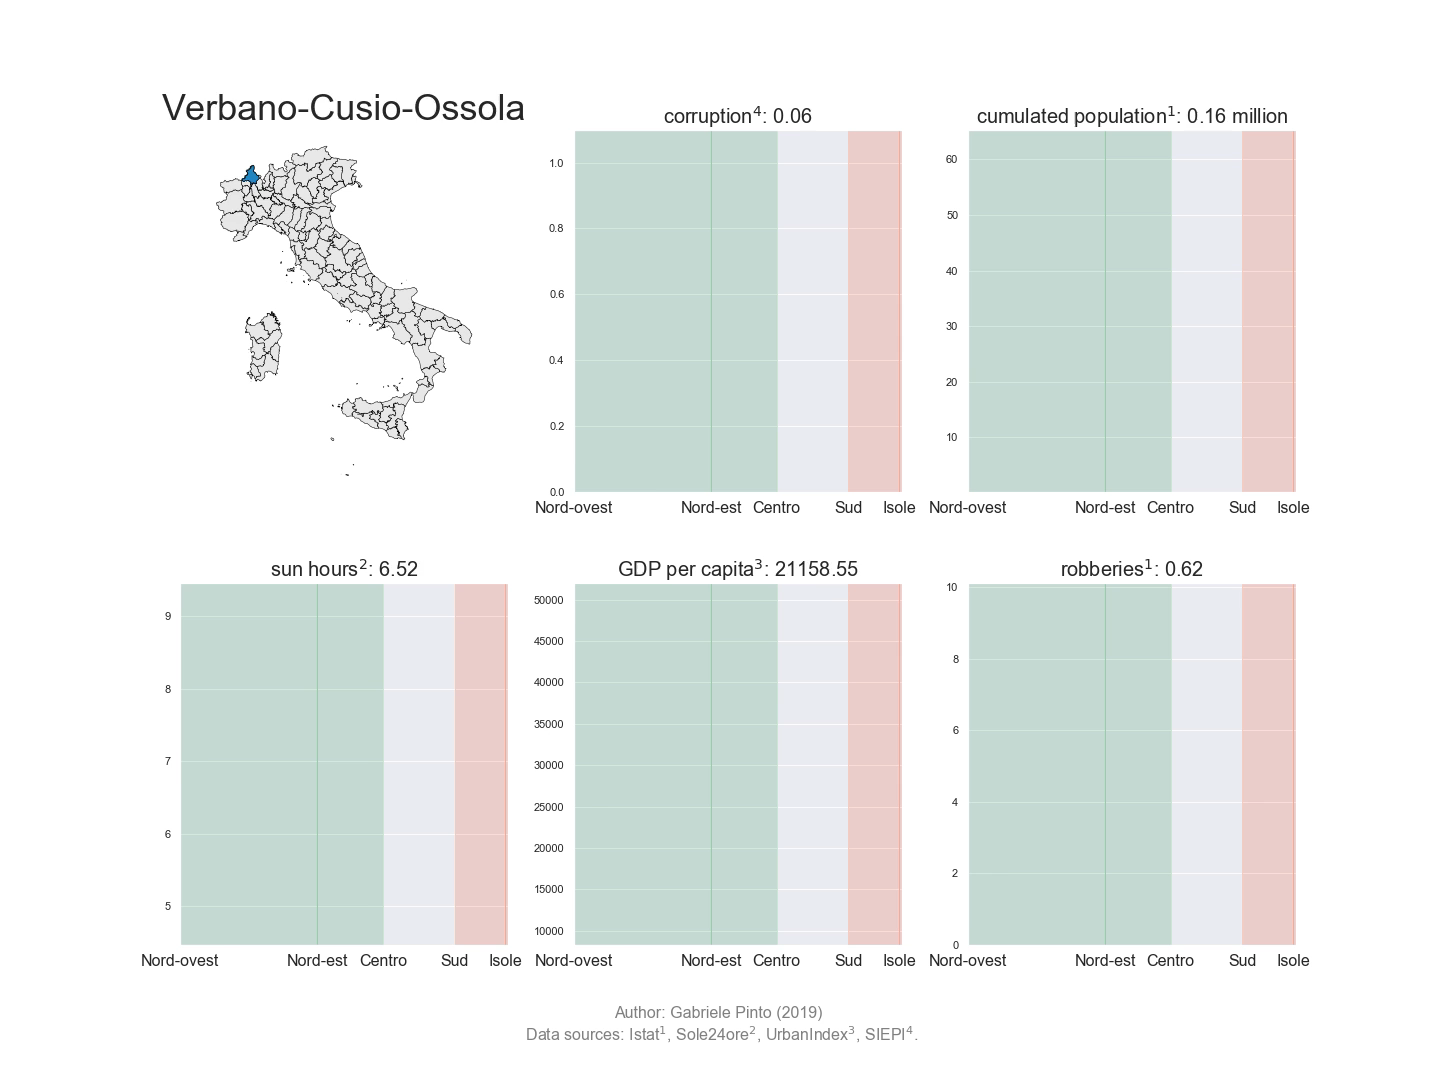 Verbano-Cusio-Ossola
corruption⁴: 0.06
1.0
0.8
0.6
0.4
0.2
0.0
Nord-ovest Nord-est Centro Sud Isole
cumulated population¹: 0.16 million
60
50
40
30
20
10
Nord-ovest Nord-est Centro Sud Isole
sun hours²: 6.52
9
8
7
6
5
Nord-ovest Nord-est Centro Sud Isole
GDP per capita³: 21158.55
50000
45000
40000
35000
30000
25000
20000
15000
10000
Nord-ovest Nord-est Centro Sud Isole
robberies¹: 0.62
10
8
6
4
2
0
Nord-ovest Nord-est Centro Sud Isole
Author: Gabriele Pinto (2019)
Data sources: Istat¹, Sole24ore², UrbanIndex³, SIEPI⁴.